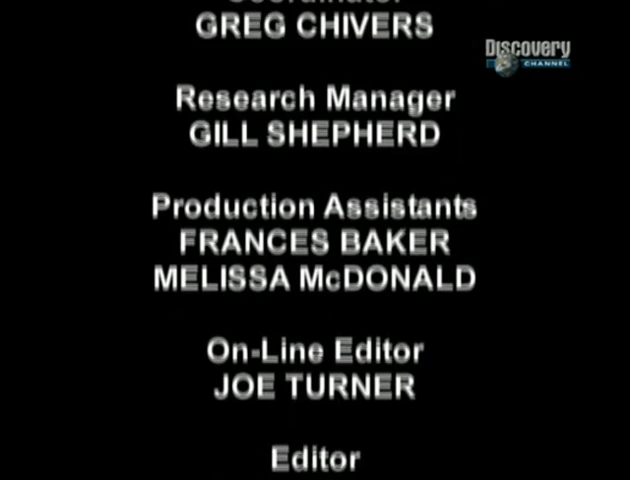 Coordinator
GREG CHIVERS
Discovery
CHANNEL
Research Manager
GILL SHEPHERD
Production Assistants
FRANCES BAKER
MELISSA McDONALD
On-Line Editor
JOE TURNER
Editor